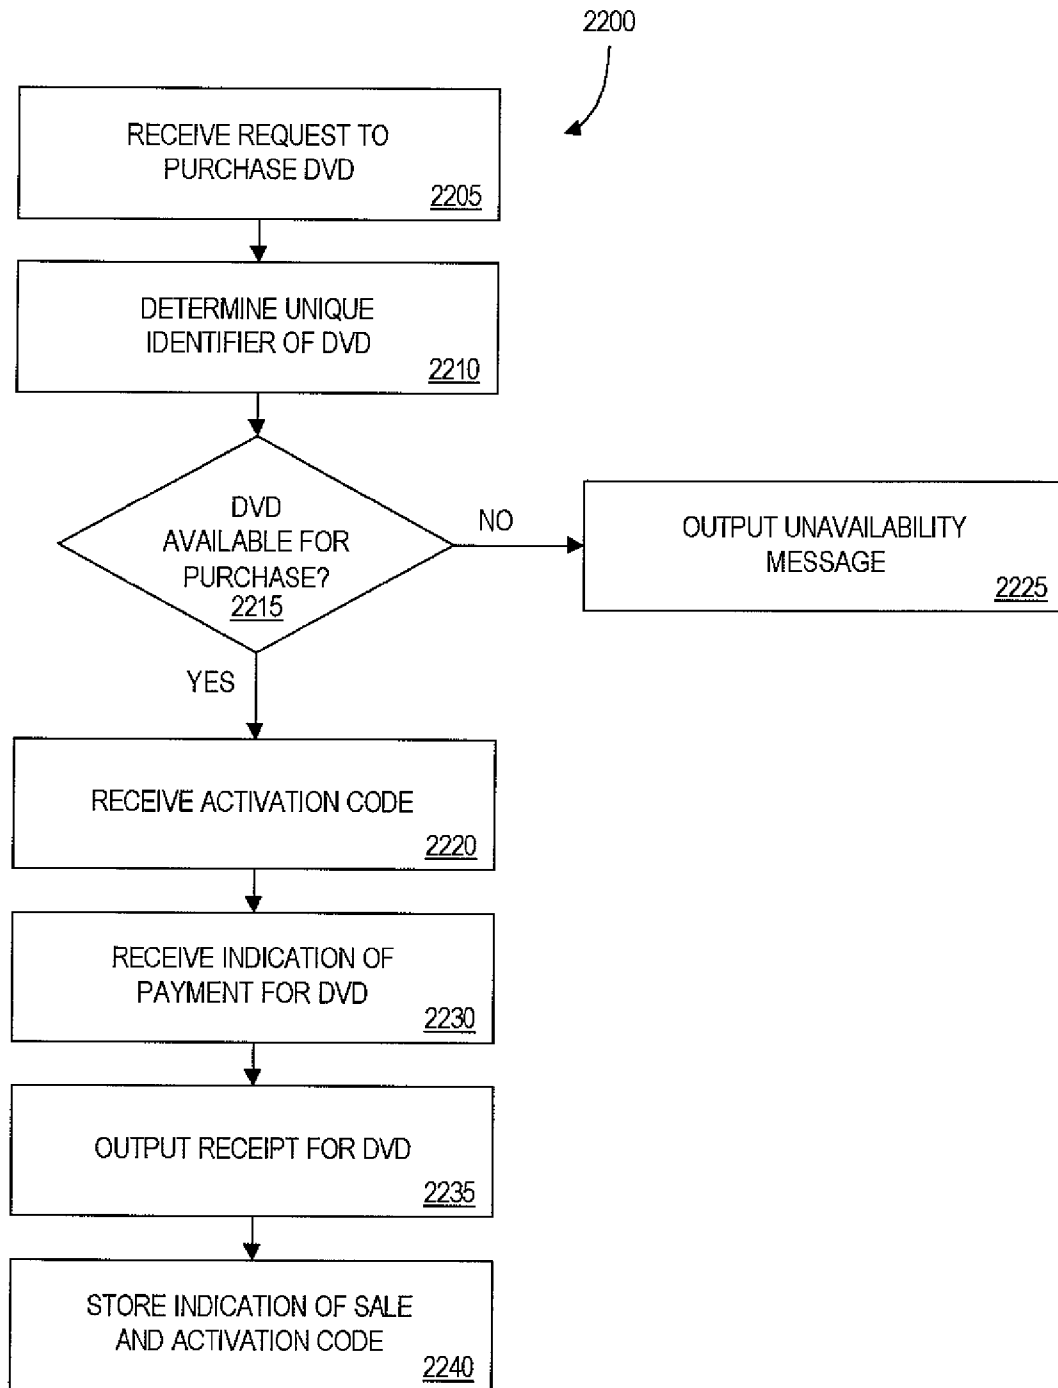 2200
RECEIVE REQUEST TO
PURCHASE DVD
2205
DETERMINE UNIQUE
IDENTIFIER OF DVD
2210
DVD
AVAILABLE FOR
PURCHASE?
2215
NO
OUTPUT UNAVAILABILITY
MESSAGE
2225
YES
RECEIVE ACTIVATION CODE
2220
RECEIVE INDICATION OF
PAYMENT FOR DVD
2230
OUTPUT RECEIPT FOR DVD
2235
STORE INDICATION OF SALE
AND ACTIVATION CODE
2240